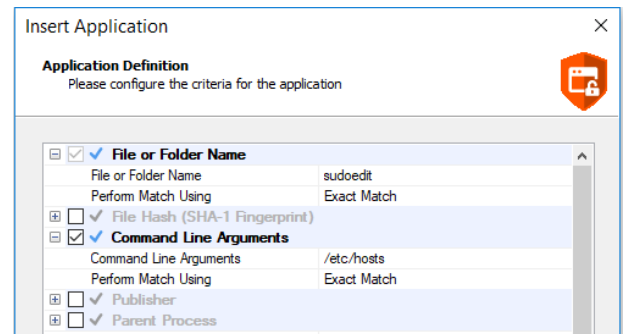 Insert Application
Application Definition
Please configure the criteria for the application
File or Folder Name
File or Folder Name sudoedit
Perform Match Using Exact Match
File Hash (SHA-1 Fingerprint)
Command Line Arguments
Command Line Arguments /etc/hosts
Perform Match Using Exact Match
Publisher
Parent Process